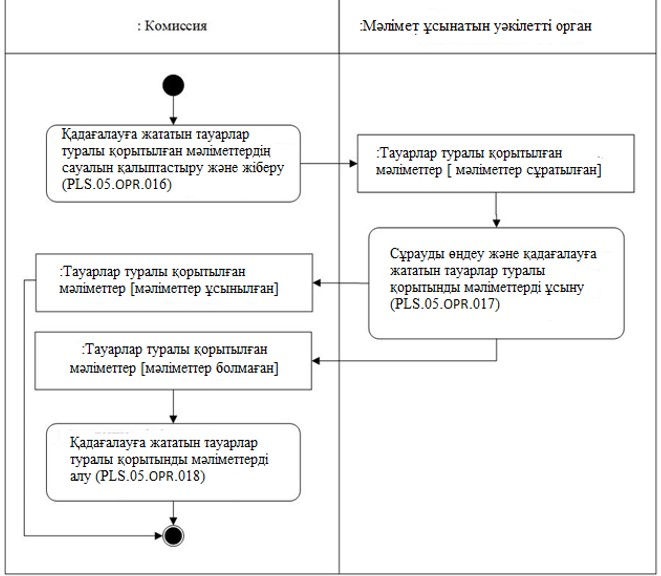 : Комиссия
:Мәлімет ұсынатын уәкілетті орган
Қадағалауға жататын тауарлар
туралы қорытылған мәліметтердің
сауалын қалыптастыру және жіберу
(PLS.05.OPR.016)
:Тауарлар туралы қорытылған
мәліметтер [ мәліметтер сұратылған]
Сұрауды өңдеу және қадағалауға
жататын тауарлар туралы
қорытынды мәліметтерді ұсыну
(PLS.05.OPR.017)
:Тауарлар туралы қорытылған
мәліметтер [мәліметтер ұсынылған]
:Тауарлар туралы қорытылған
мәліметтер [мәліметтер болмаған]
Қадағалауға жататын тауарлар
туралы қорытынды мәліметтерді
алу (PLS.05.OPR.018)